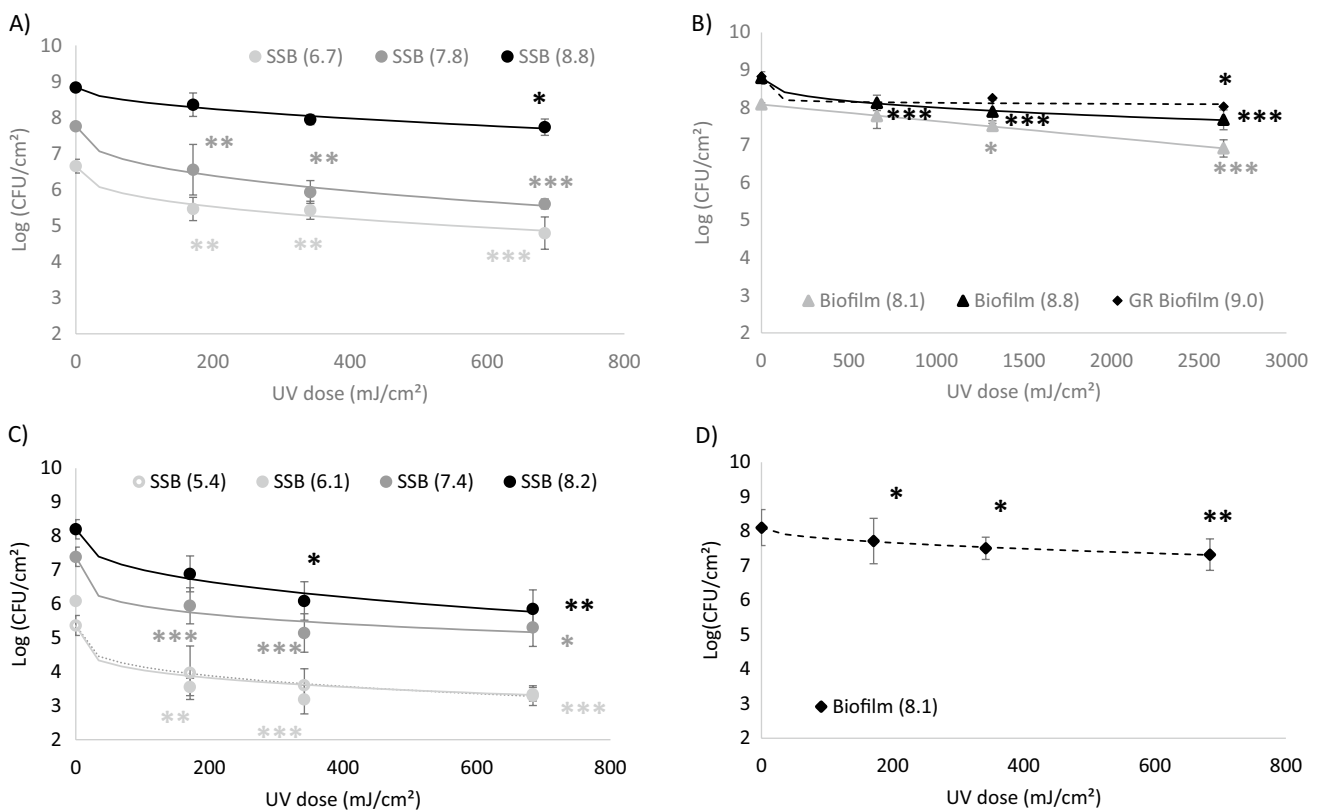 A)
SSB (6.7) SSB (7.8) SSB (8.8)
Log (CFU/cm²)
10
9
8
7
6
5
4
3
2
*
** ** ***
** ** ***
0 200 400 600 800
UV dose (mJ/cm²)
B)
Log (CFU/cm²)
10
9
8
7
6
5
4
3
2
*
*** *** ***
* ***
Biofilm (8.1) Biofilm (8.8) GR Biofilm (9.0)
0 500 1000 1500 2000 2500 3000
UV dose (mJ/cm²)
C)
SSB (5.4) SSB (6.1) SSB (7.4) SSB (8.2)
Log (CFU/cm²)
10
9
8
7
6
5
4
3
2
* **
*** *** *
** *** ***
0 200 400 600 800
UV dose (mJ/cm²)
D)
Log(CFU/cm²)
10
9
8
7
6
5
4
3
2
* * **
Biofilm (8.1)
0 200 400 600 800
UV dose (mJ/cm²)